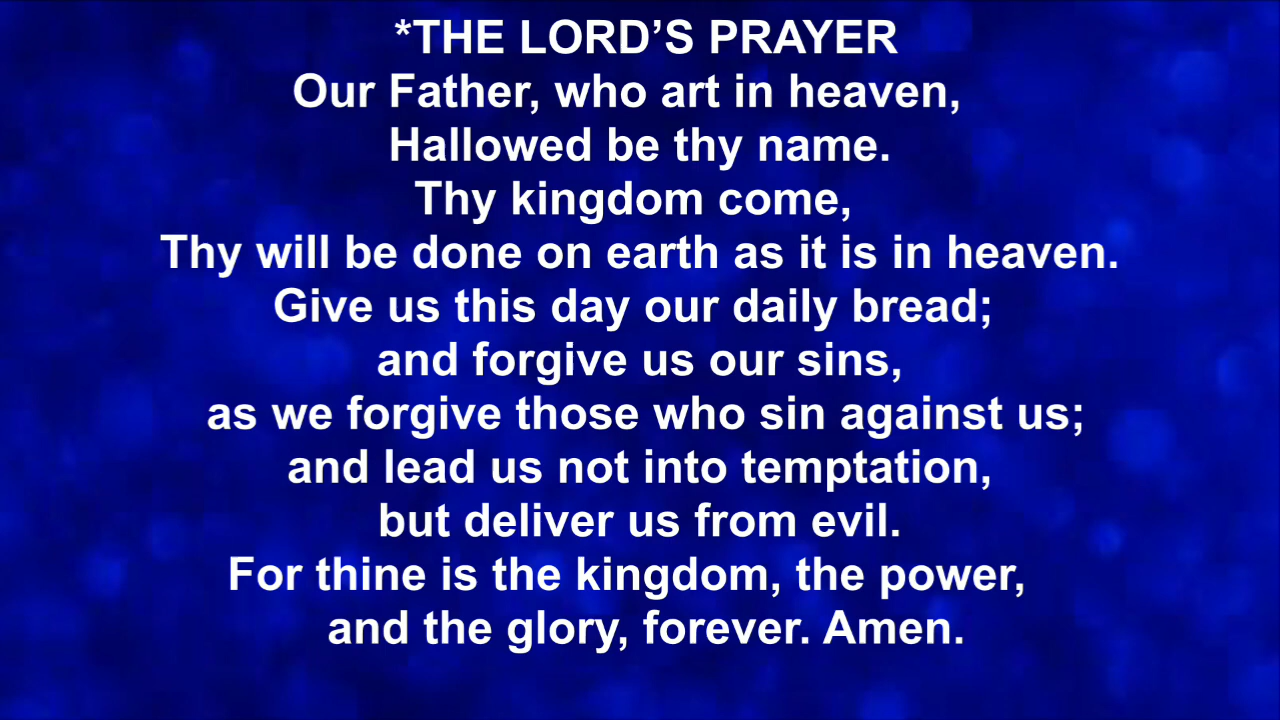 *THE LORD’S PRAYER
Our Father, who art in heaven,
Hallowed be thy name.
Thy kingdom come,
Thy will be done on earth as it is in heaven.
Give us this day our daily bread;
and forgive us our sins,
as we forgive those who sin against us;
and lead us not into temptation,
but deliver us from evil.
For thine is the kingdom, the power,
and the glory, forever. Amen.